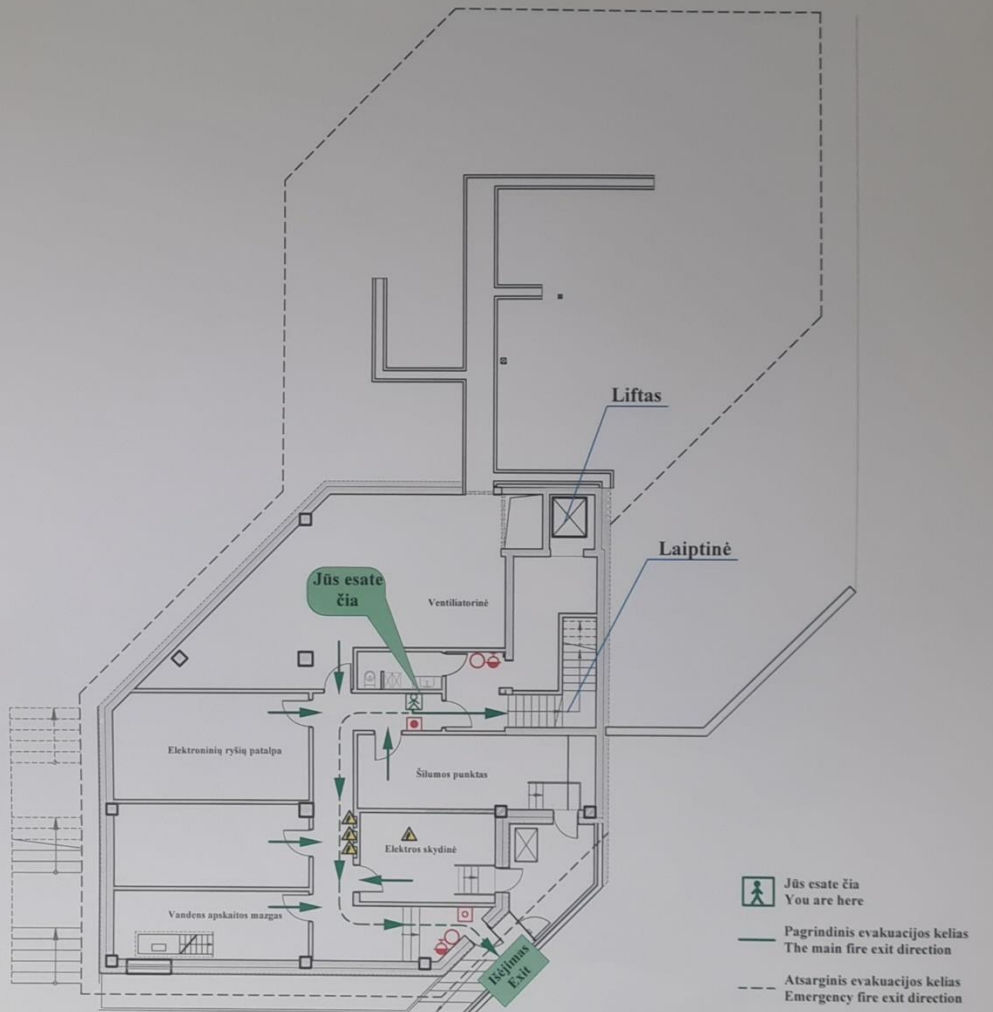 Liftas
Laiptinė
Jūs esate
čia
Ventiliatorinė
Elektroninių ryšių patalpa
Šilumos punktas
Elektros skydinė
Vandens apskaitos mazgas
Išėjimas
Exit
Jūs esate čia
You are here
Pagrindinis evakuacijos kelias
The main fire exit direction
Atsarginis evakuacijos kelias
Emergency fire exit direction